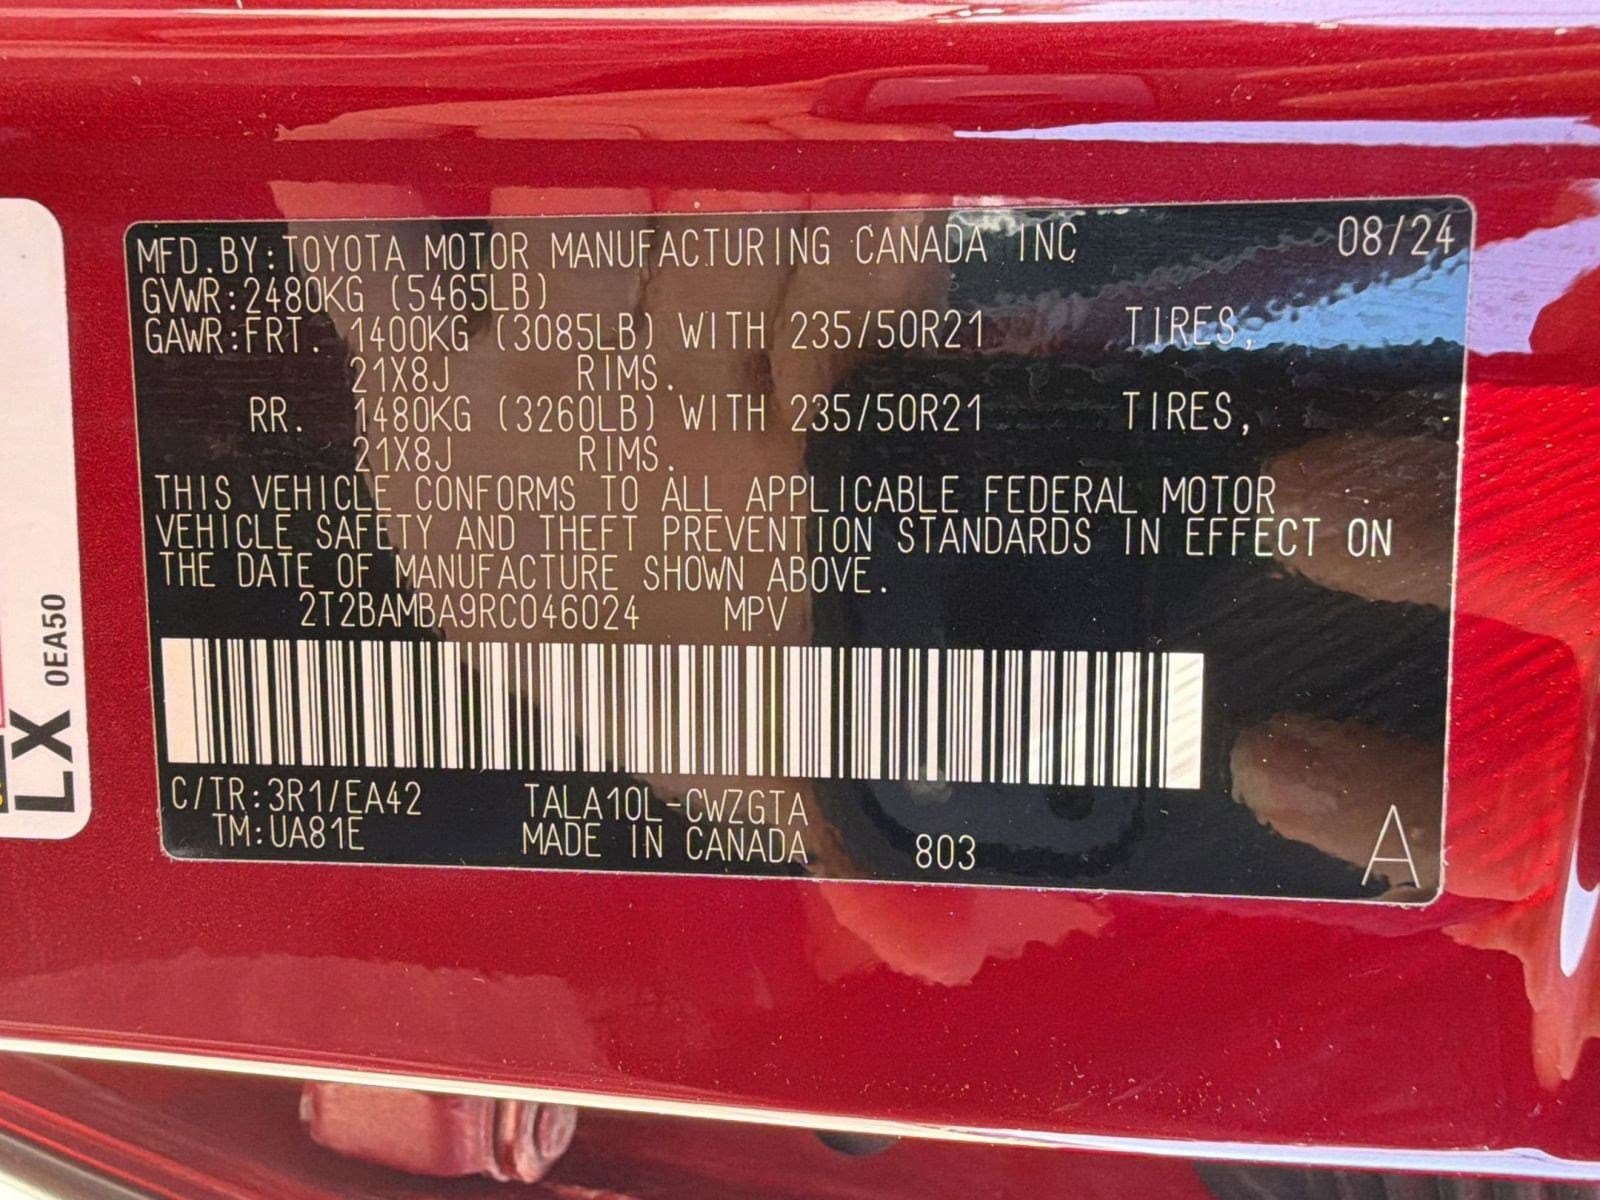 MFD.BY:TOYOTA MOTOR MANUFACTURING CANADA INC 08/24
GVWR:2480KG (5465LB)
GAWR:FRT. 1400KG (3085LB) WITH 235/50R21 TIRES,
21X8J RIMS.
RR. 1480KG (3260LB) WITH 235/50R21 TIRES,
21X8J RIMS.
THIS VEHICLE CONFORMS TO ALL APPLICABLE FEDERAL MOTOR
VEHICLE SAFETY AND THEFT PREVENTION STANDARDS IN EFFECT ON
THE DATE OF MANUFACTURE SHOWN ABOVE.
2T2BAMBA9RC046024 MPV
C/TR:3R1/EA42 TALA10L-CWZGTA
TM:UA81E MADE IN CANADA 803 A
LX 0EA50